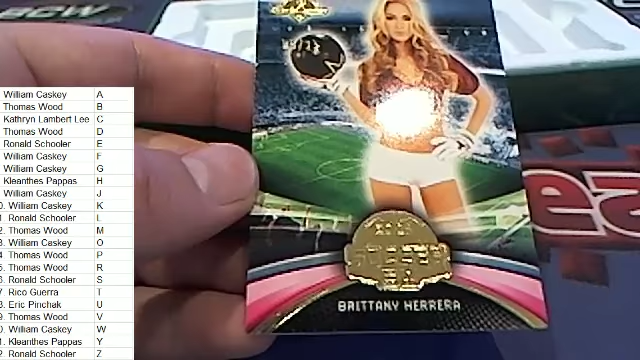 William Caskey A
Thomas Wood B
Kathryn Lambert Lee C
Thomas Wood D
Ronald Schooler E
William Caskey F
William Caskey G
Kleanthes Pappas H
William Caskey J
William Caskey K
Ronald Schooler L
Thomas Wood M
William Caskey O
Thomas Wood P
Thomas Wood R
Ronald Schooler S
Rico Guerra T
Eric Pinchak U
Thomas Wood V
William Caskey W
Kleanthes Pappas Y
Ronald Schooler Z
BRITTANY HERRERA